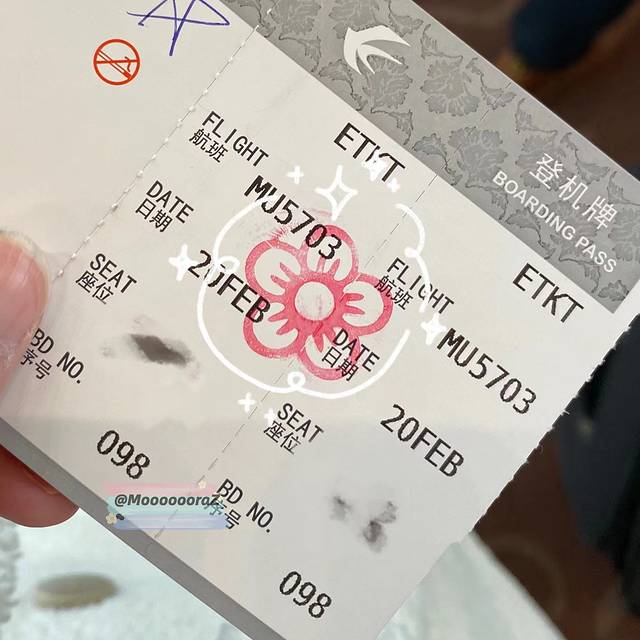 登机牌
BOARDING PASS
FLIGHT
航班
ETKT
MU5703
DATE
日期
20FEB
SEAT
座位
BD NO.
序号
098
FLIGHT
航班
ETKT
MU5703
DATE
日期
20FEB
SEAT
座位
BD NO.
序号
098
@MoooooooraZ